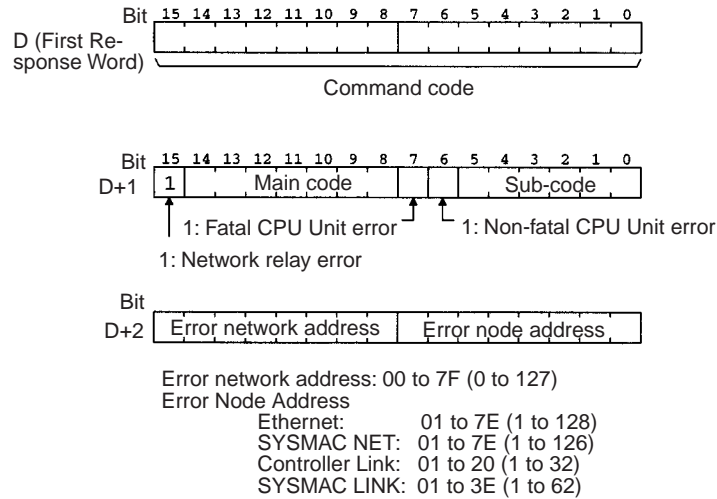 Bit 15 14 13 12 11 10 9 8 7 6 5 4 3 2 1 0
D (First Re-
sponse Word)
Command code
Bit 15 14 13 12 11 10 9 8 7 6 5 4 3 2 1 0
D+1 1 Main code Sub-code
1: Fatal CPU Unit error 1: Non-fatal CPU Unit error
1: Network relay error
Bit
D+2 Error network address Error node address
Error network address: 00 to 7F (0 to 127)
Error Node Address
Ethernet: 01 to 7E (1 to 128)
SYSMAC NET: 01 to 7E (1 to 126)
Controller Link: 01 to 20 (1 to 32)
SYSMAC LINK: 01 to 3E (1 to 62)